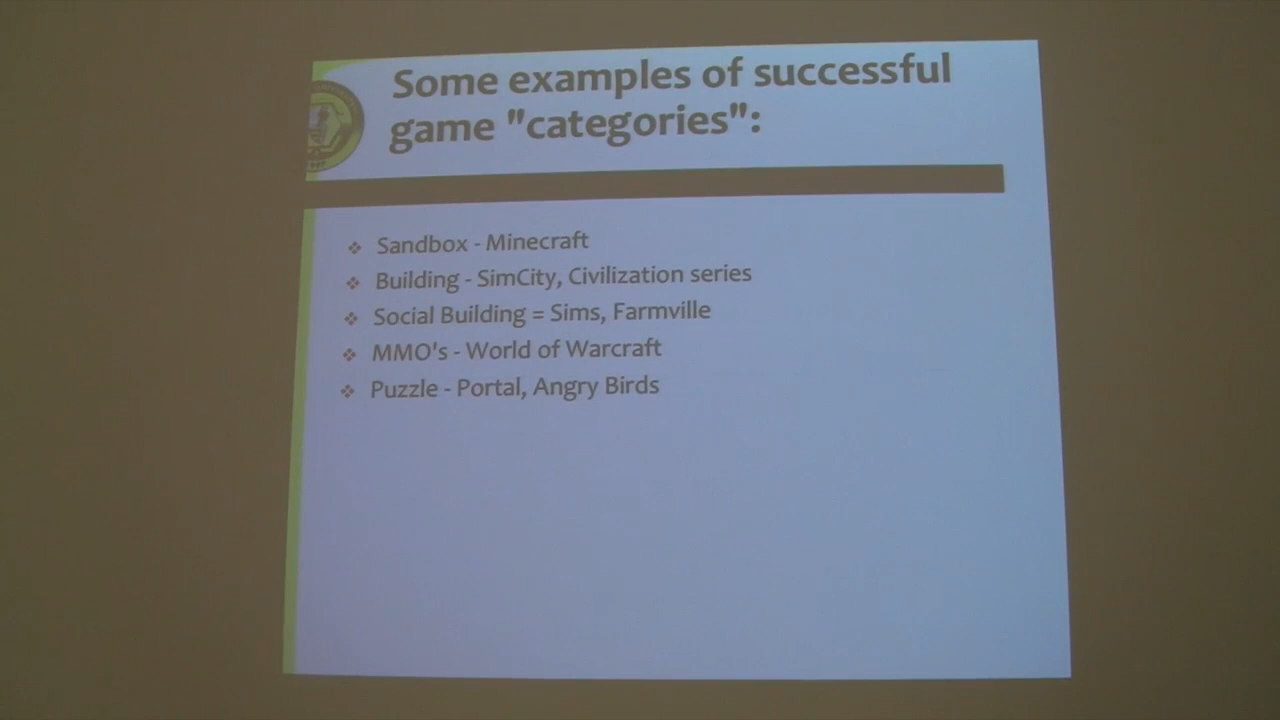 Some examples of successful
game "categories":
❖ Sandbox - Minecraft
❖ Building - SimCity, Civilization series
❖ Social Building = Sims, Farmville
❖ MMO's - World of Warcraft
❖ Puzzle - Portal, Angry Birds